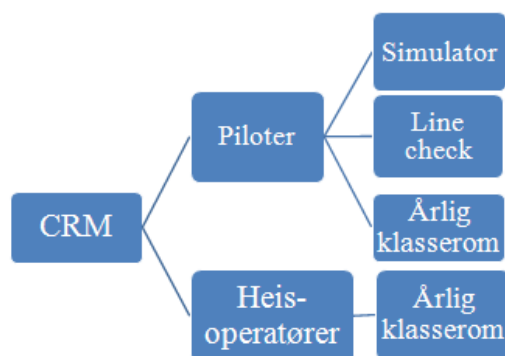 CRM
Piloter
Simulator
Line
check
Årlig
klasserom
Heis-
operatører
Årlig
klasserom